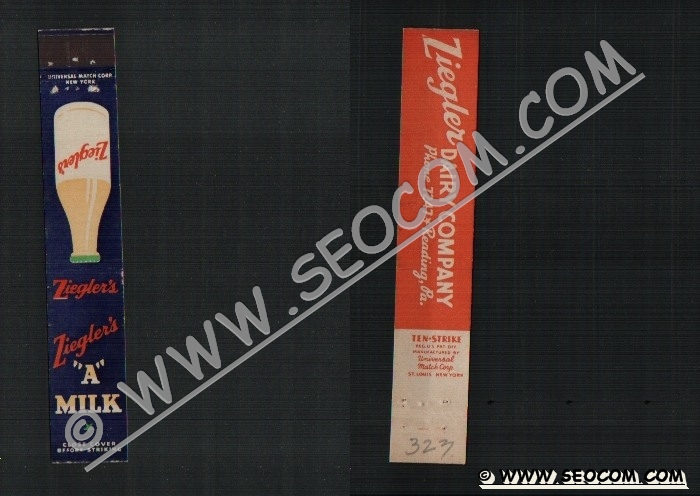 UNIVERSAL MATCH CORP.
NEW YORK
Ziegler's
Ziegler's
Ziegler's
"A"
MILK
CLOSE COVER
BEFORE STRIKING
Ziegler
DAIRY COMPANY
Reading, Pa.
TEN-STRIKE
REG. U.S. PAT. OFF.
MANUFACTURED BY
Universal
Match Corp.
ST. LOUIS NEW YORK
323
© WWW.SEOCOM.COM
© WWW.SEOCOM.COM